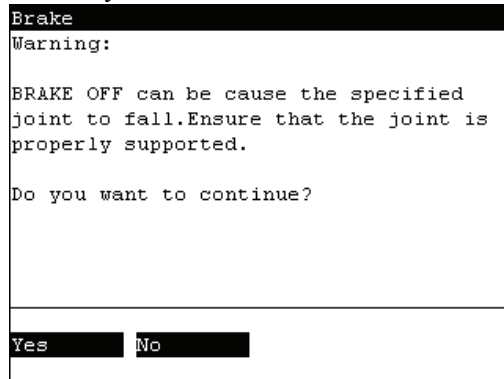 Brake
Warning:
BRAKE OFF can be cause the specified
joint to fall.Ensure that the joint is
properly supported.
Do you want to continue?
Yes No